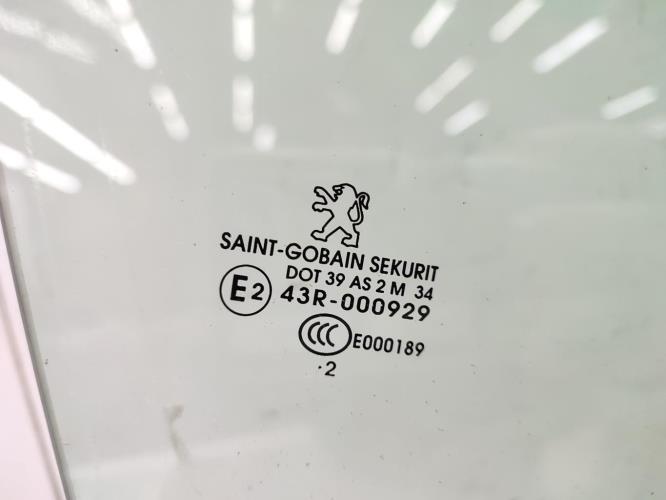 SAINT-GOBAIN SEKURIT
DOT 39 AS 2 M 34
E2 43R-000929
CCC E000189
.2